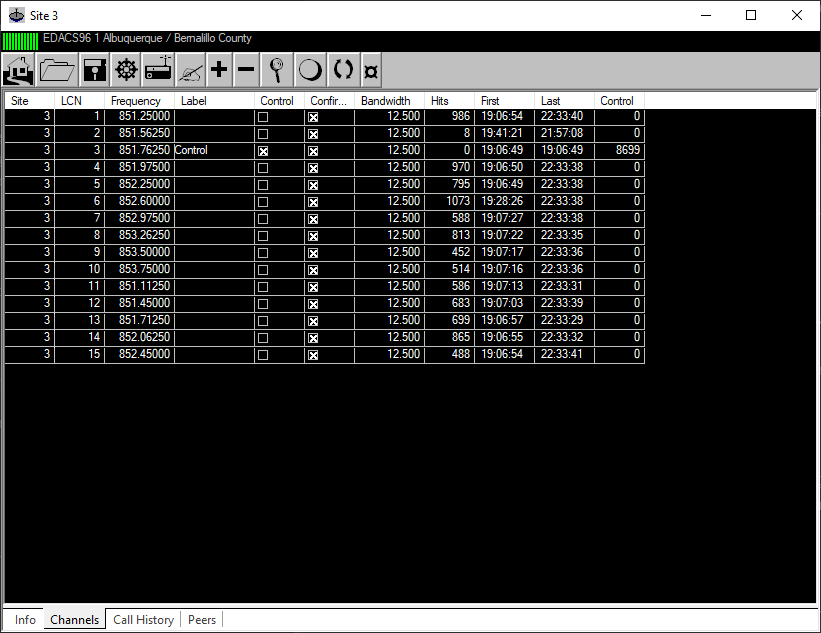 Site 3
EDACS96 1 Albuquerque / Bernalillo County
Site LCN Frequency Label Control Confir... Bandwidth Hits First Last Control
3 1 851.25000 12.500 986 19:06:54 22:33:40 0
3 2 851.56250 12.500 8 19:41:21 21:57:08 0
3 3 851.76250 Control 12.500 0 19:06:49 19:06:49 8699
3 4 851.97500 12.500 970 19:06:50 22:33:38 0
3 5 852.25000 12.500 795 19:06:49 22:33:38 0
3 6 852.60000 12.500 1073 19:28:26 22:33:38 0
3 7 852.97500 12.500 588 19:07:27 22:33:38 0
3 8 853.26250 12.500 813 19:07:22 22:33:35 0
3 9 853.50000 12.500 452 19:07:17 22:33:36 0
3 10 853.75000 12.500 514 19:07:16 22:33:36 0
3 11 851.11250 12.500 586 19:07:13 22:33:31 0
3 12 851.45000 12.500 683 19:07:03 22:33:39 0
3 13 851.71250 12.500 699 19:06:57 22:33:29 0
3 14 852.06250 12.500 865 19:06:55 22:33:32 0
3 15 852.45000 12.500 488 19:06:54 22:33:41 0
Info Channels Call History Peers